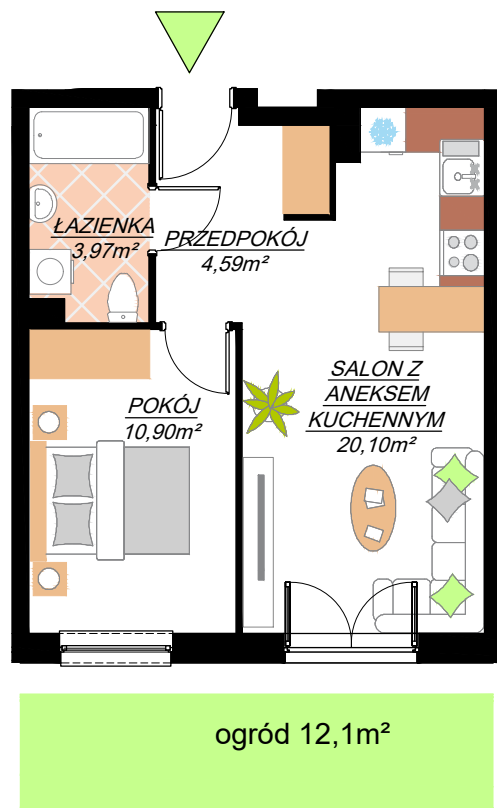 ŁAZIENKA
3,97m²
PRZEDPOKÓJ
4,59m²
POKÓJ
10,90m²
SALON Z
ANEKSEM
KUCHENNYM
20,10m²
ogród 12,1m²